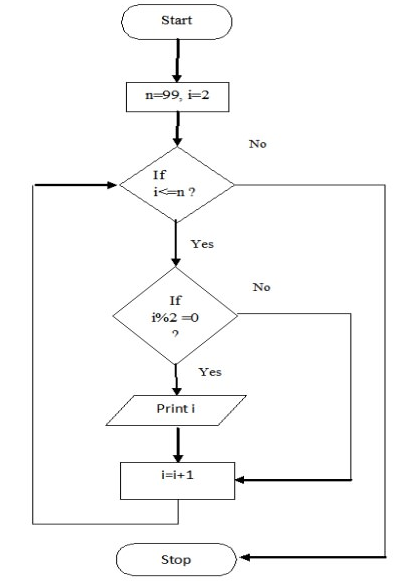 Start
n=99, i=2
No
If
i<=n ?
Yes
No
If
i%2 =0
?
Yes
Print i
i=i+1
Stop